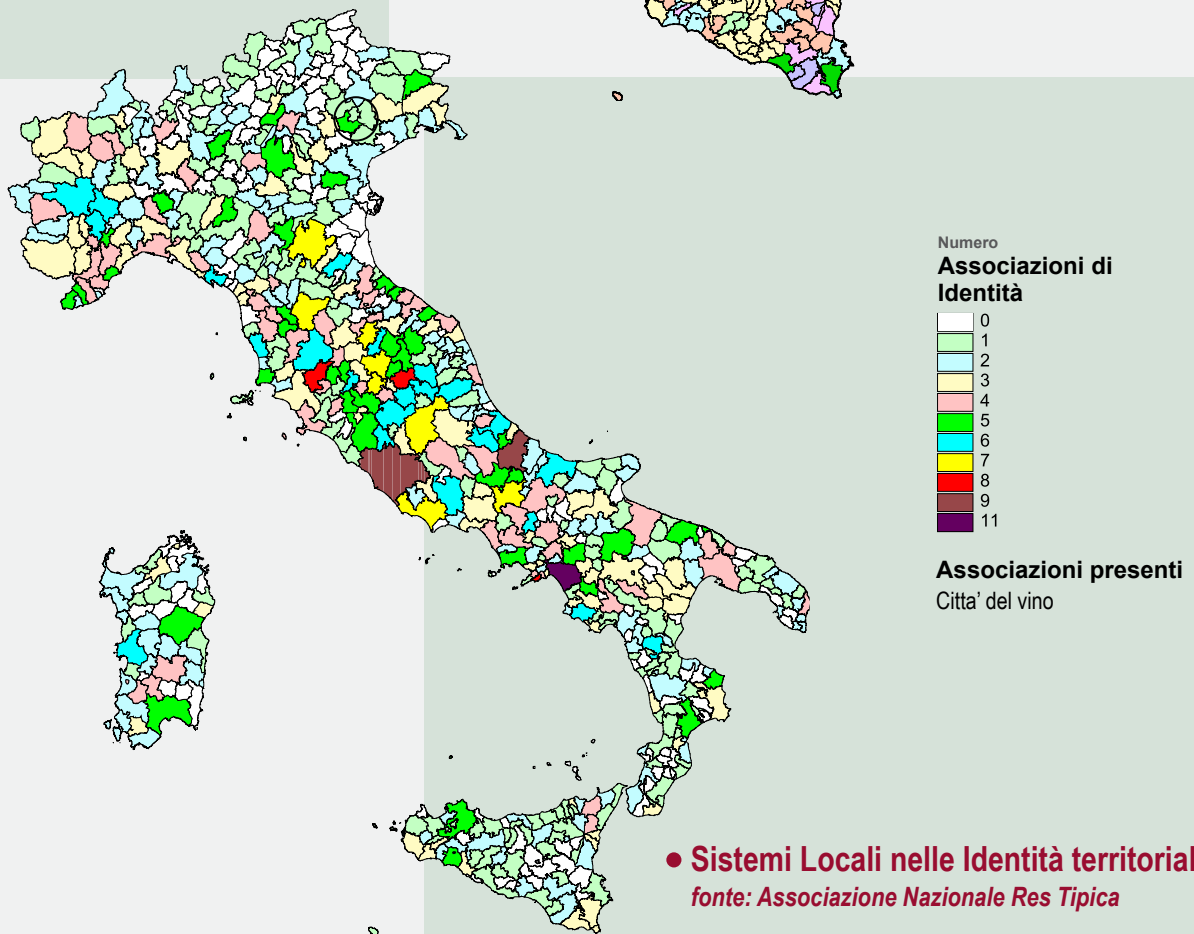 Numero
Associazioni di
Identità
0
1
2
3
4
5
6
7
8
9
11
Associazioni presenti
Citta' del vino
• Sistemi Locali nelle Identità territorial
fonte: Associazione Nazionale Res Tipica